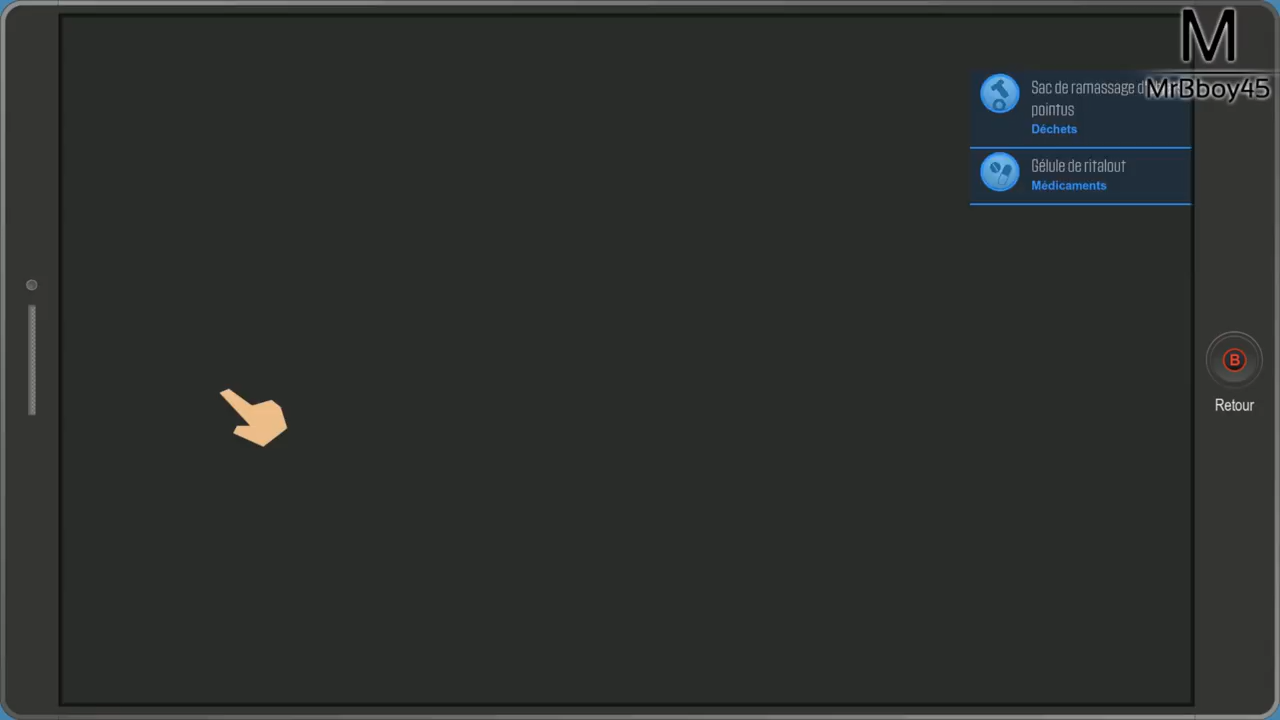 M
MrBboy45
Sac de ramassage
pointus
Déchets
Gélule de ritalout
Médicaments
B
Retour